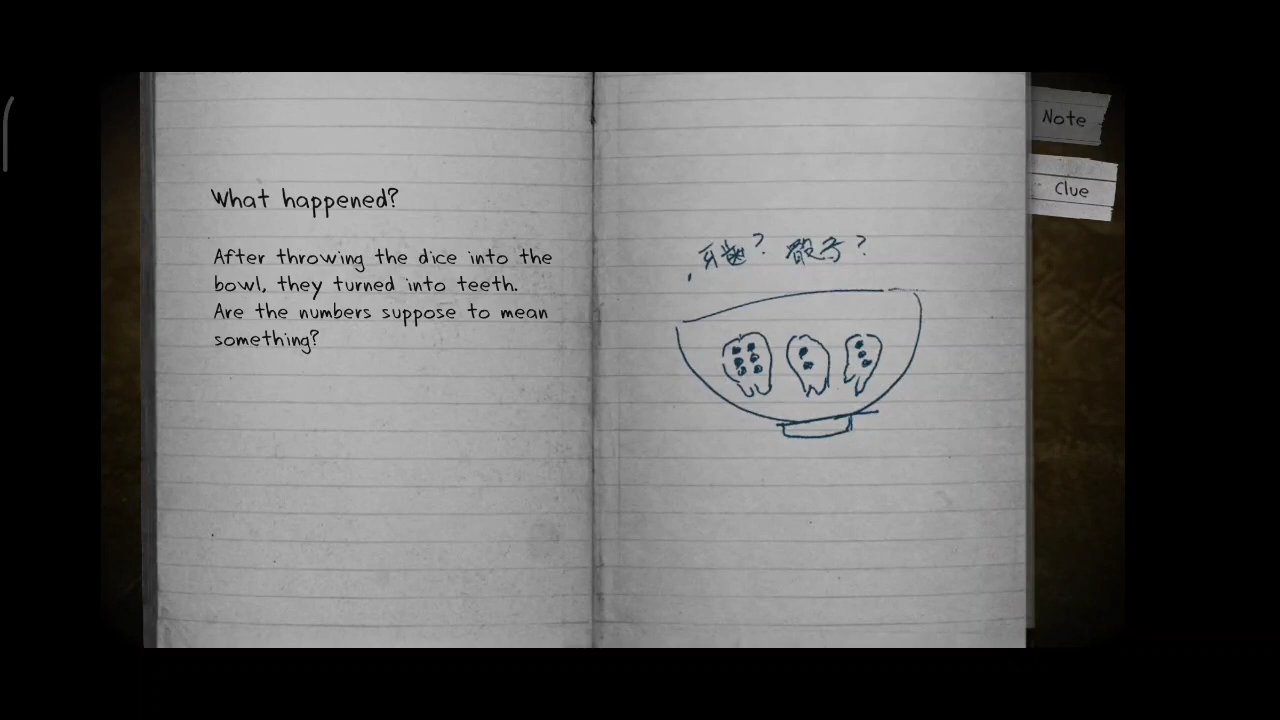 What happened?
After throwing the dice into the
bowl, they turned into teeth.
Are the numbers suppose to mean
something?
牙齒? 骰子?
Note
Clue